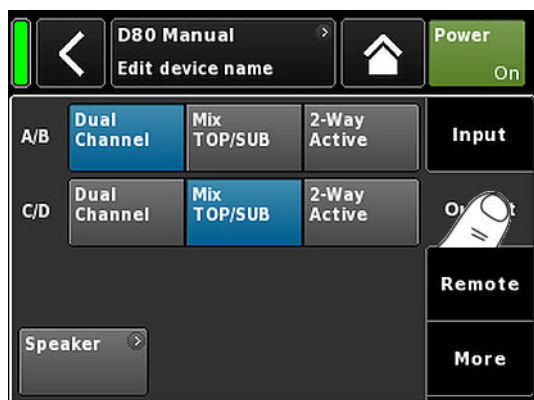 D80 Manual
Edit device name
Power
On
A/B
Dual
Channel
Mix
TOP/SUB
2-Way
Active
Input
C/D
Dual
Channel
Mix
TOP/SUB
2-Way
Active
Remote
Speaker
More